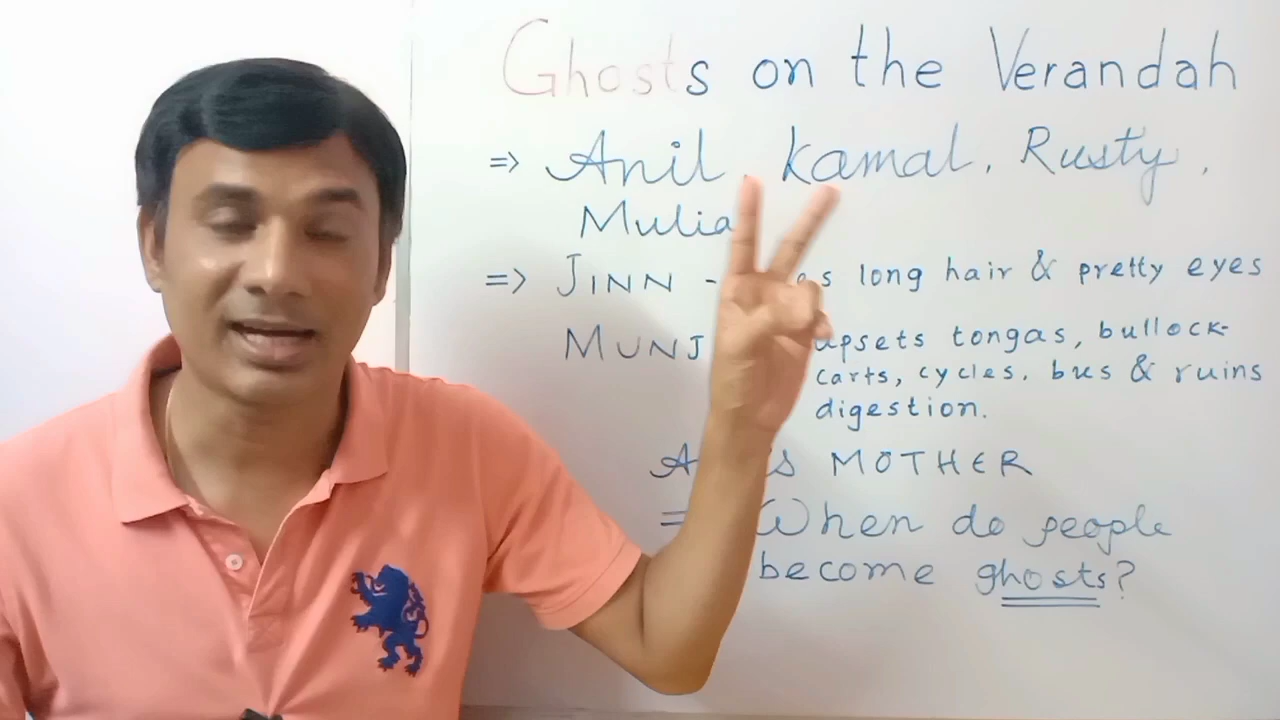 Ghosts on the Verandah
=> Anil, Kamal, Rusty,
Mulia
=> JINN - long hair & pretty eyes
upsets tongas, bullock-
carts, cycles, bus & ruins
digestion.
MOTHER
When do people
become ghosts?